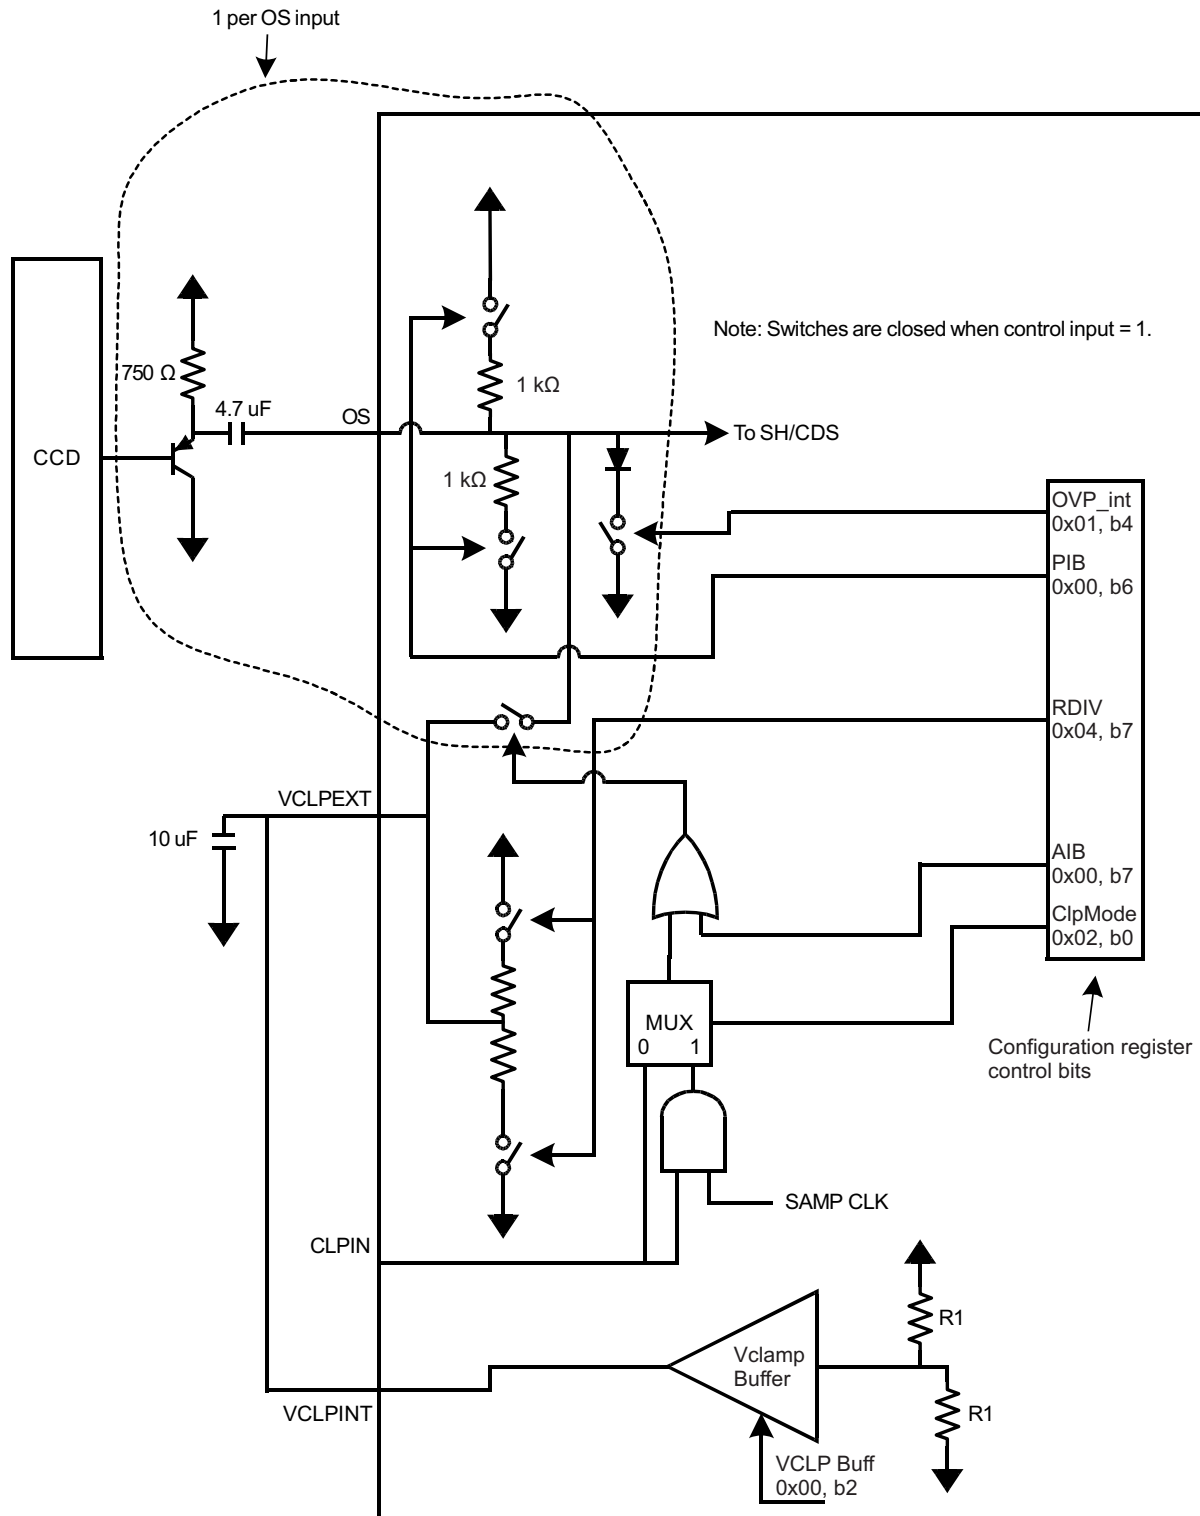 1 per OS input
Note: Switches are closed when control input = 1.
750 Ω
1 kΩ
4.7 uF
OS
To SH/CDS
CCD
1 kΩ
OVP_int
0x01, b4
PIB
0x00, b6
RDIV
0x04, b7
VCLPEXT
10 uF
AIB
0x00, b7
ClpMode
0x02, b0
MUX
0 1
Configuration register
control bits
SAMP CLK
CLPIN
R1
Vclamp
Buffer
VCLPINT
R1
VCLP Buff
0x00, b2